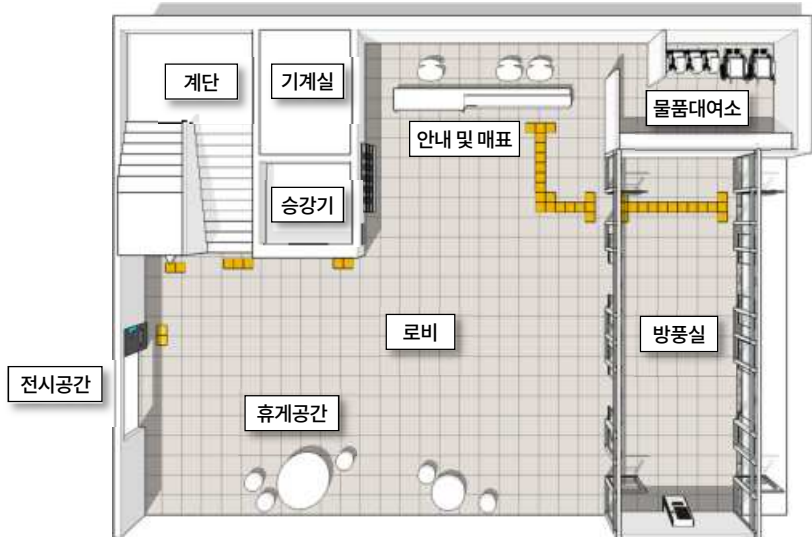 계단
기계실
물품대여소
안내 및 매표
승강기
로비
방풍실
전시공간
휴게공간